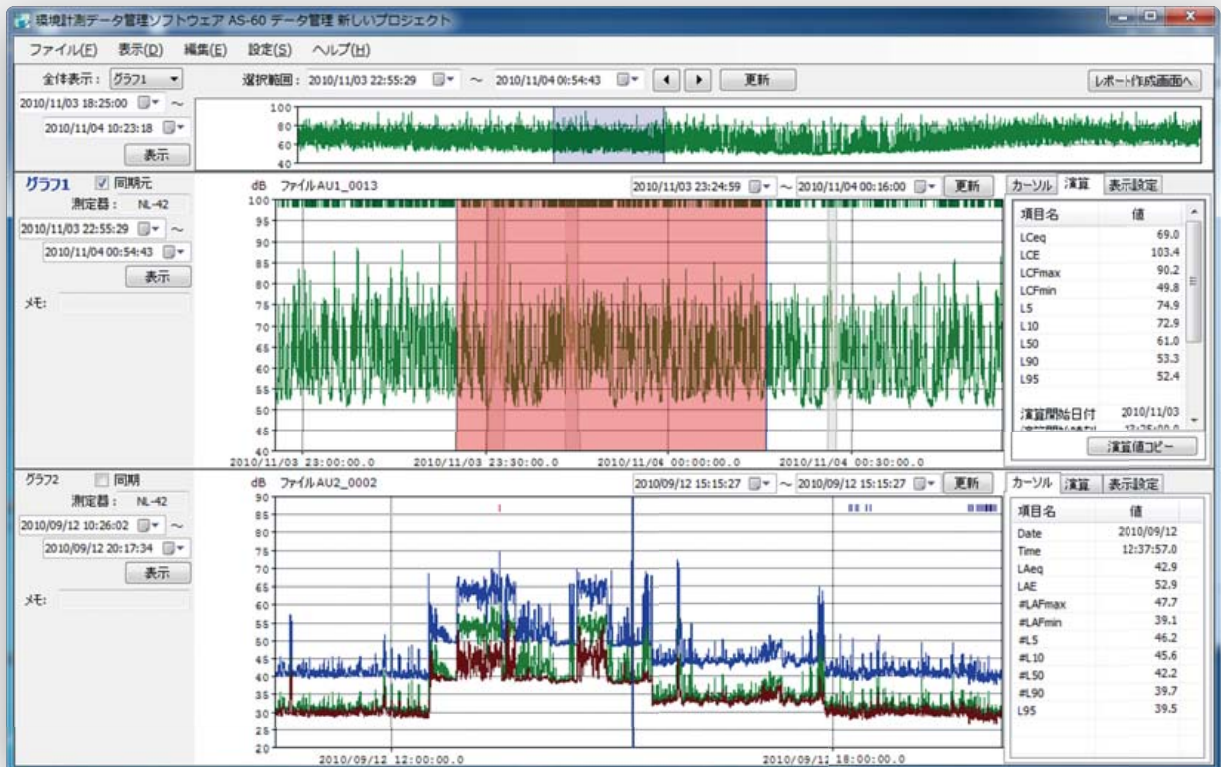 環境計測データ管理ソフトウェア AS-60 データ管理 新しいプロジェクト
ファイル(F) 表示(D) 編集(E) 設定(S) ヘルプ(H)
全体表示： グラフ1
選択範囲： 2010/11/03 22:55:29 ～ 2010/11/04 00:54:43 更新
レポート作成画面へ
2010/11/03 18:25:00 ～
2010/11/04 10:23:18
表示
100
80
60
40
グラフ1 同期元
測定器： NL-42
2010/11/03 22:55:29 ～
2010/11/04 00:54:43
表示
メモ:
dB ファイルAU1_0013
2010/11/03 23:24:59 ～ 2010/11/04 00:16:00 更新
100
95
90
85
80
75
70
65
60
55
50
45
40
2010/11/03 23:00:00.0 2010/11/03 23:30:00.0 2010/11/04 00:00:00.0 2010/11/04 00:30:00.0
カーソル 演算 表示設定
項目名 値
LCeq 69.0
LCE 103.4
LCFmax 90.2
LCFmin 49.8
L5 74.9
L10 72.9
L50 61.0
L90 53.3
L95 52.4
演算開始日付 2010/11/03
演算値コピー
グラフ2 同期
測定器： NL-42
2010/09/12 10:26:02 ～
2010/09/12 20:17:34
表示
メモ:
dB ファイルAU2_0002
2010/09/12 15:15:27 ～ 2010/09/12 15:15:27 更新
90
85
80
75
70
65
60
55
50
45
40
35
30
25
20
2010/09/12 12:00:00.0 2010/09/12 18:00:00.0
カーソル 演算 表示設定
項目名 値
Date 2010/09/12
Time 12:37:57.0
LAeq 42.9
LAE 52.9
#LAFmax 47.7
#LAFmin 39.1
#L5 46.2
#L10 45.6
#L50 42.2
#L90 39.7
L95 39.5